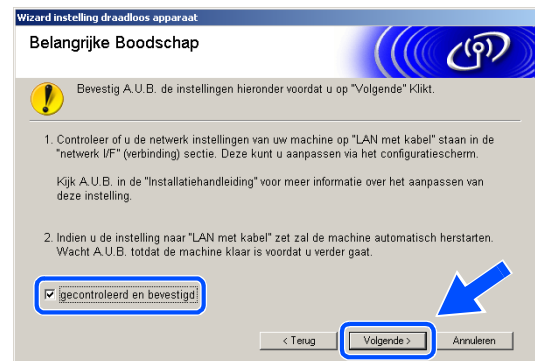 Wizard instelling draadloos apparaat
Belangrijke Boodschap
Bevestig A.U.B. de instellingen hieronder voordat u op "Volgende" Klikt.
1. Controleer of u de netwerk instellingen van uw machine op "LAN met kabel" staan in de
"netwerk I/F" (verbinding) sectie. Deze kunt u aanpassen via het configuratiescherm.
Kijk A.U.B. in de "Installatiehandleiding" voor meer informatie over het aanpassen van
deze instelling.
2. Indien u de instelling naar "LAN met kabel" zet zal de machine automatisch herstarten.
Wacht A.U.B. totdat de machine klaar is voordat u verder gaat.
gecontroleerd en bevestigd
< Terug Volgende > Annuleren